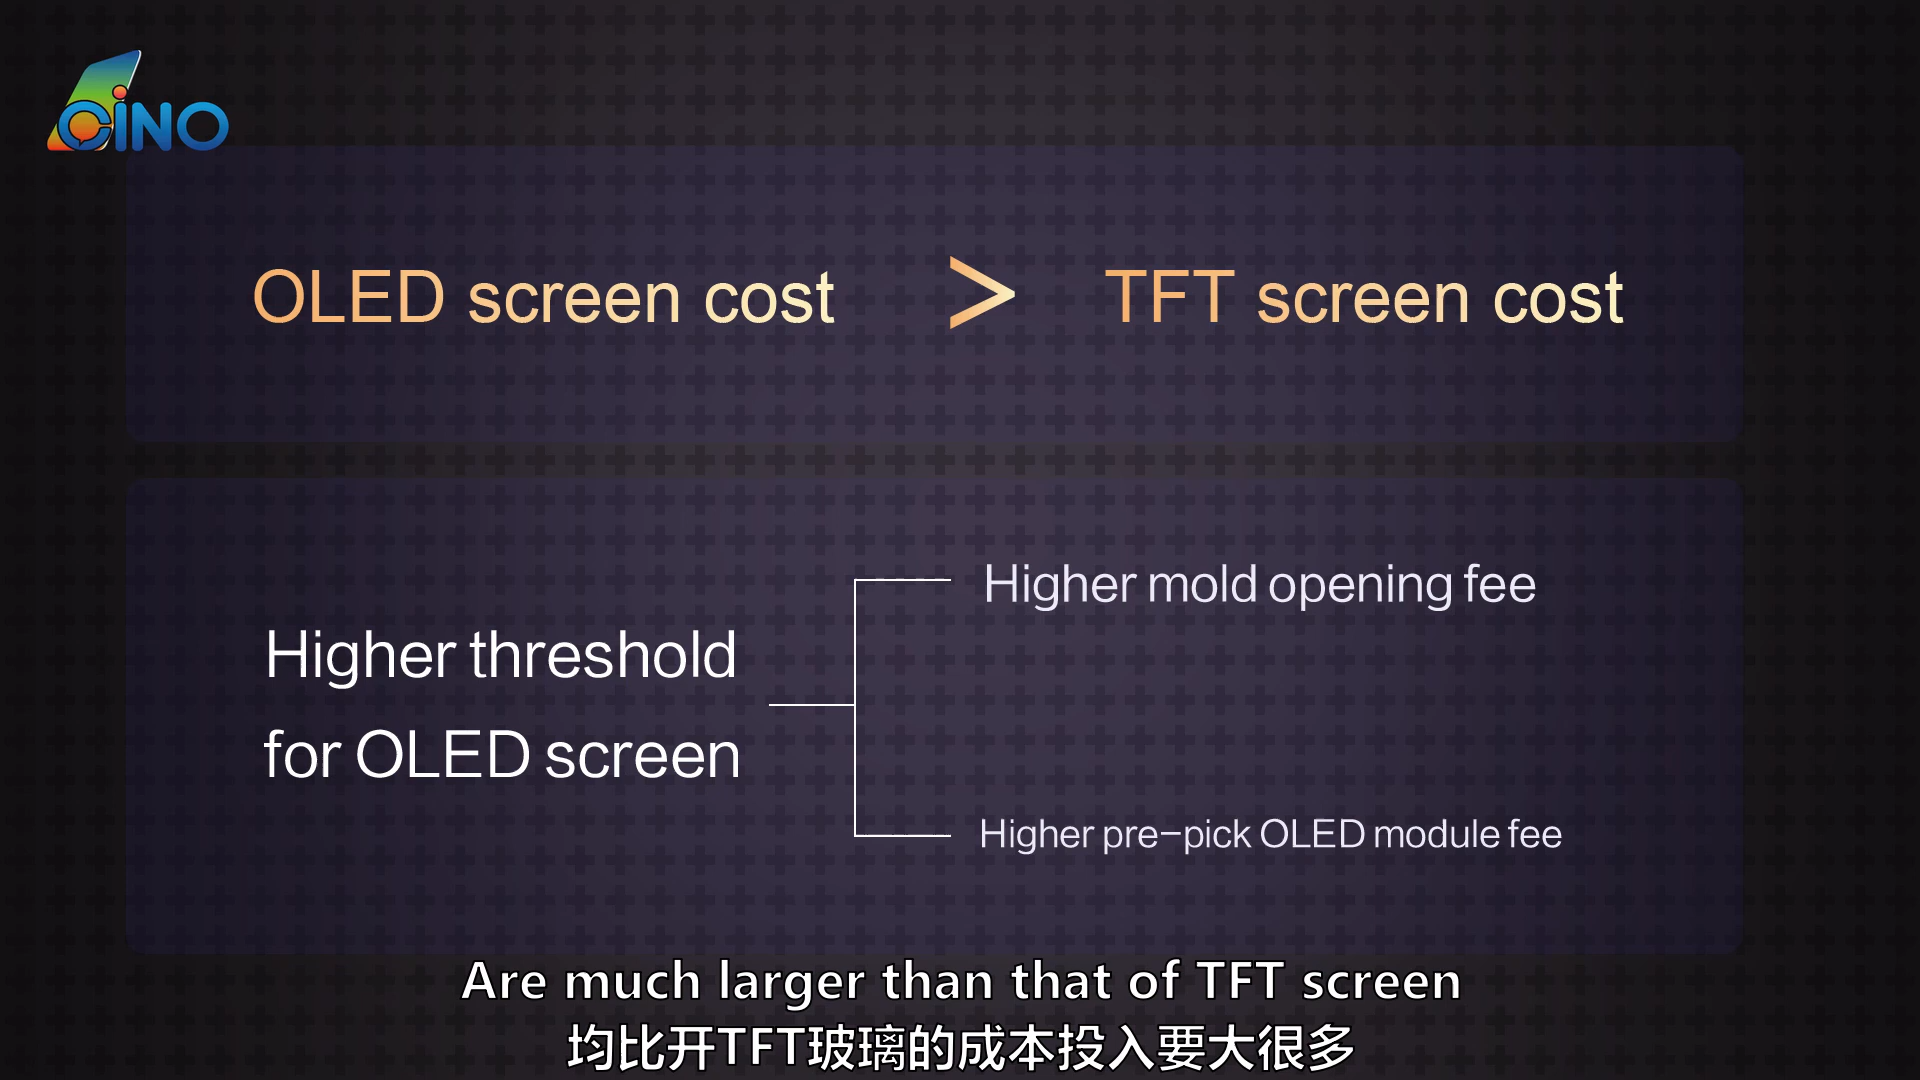 CINO
OLED screen cost > TFT screen cost
Higher threshold
for OLED screen
Higher mold opening fee
Higher pre-pick OLED module fee
Are much larger than that of TFT screen
均比开TFT玻璃的成本投入要大很多